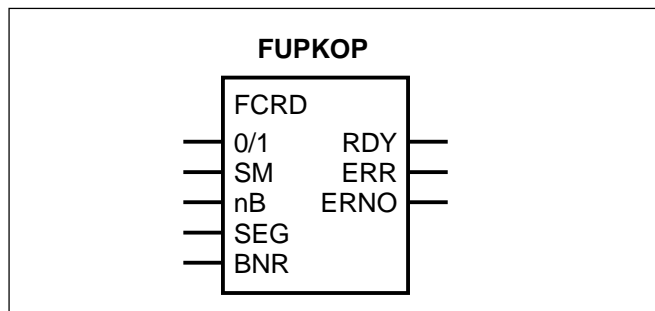 FUPKOP
FCRD
0/1 RDY
SM ERR
nB ERNO
SEG
BNR